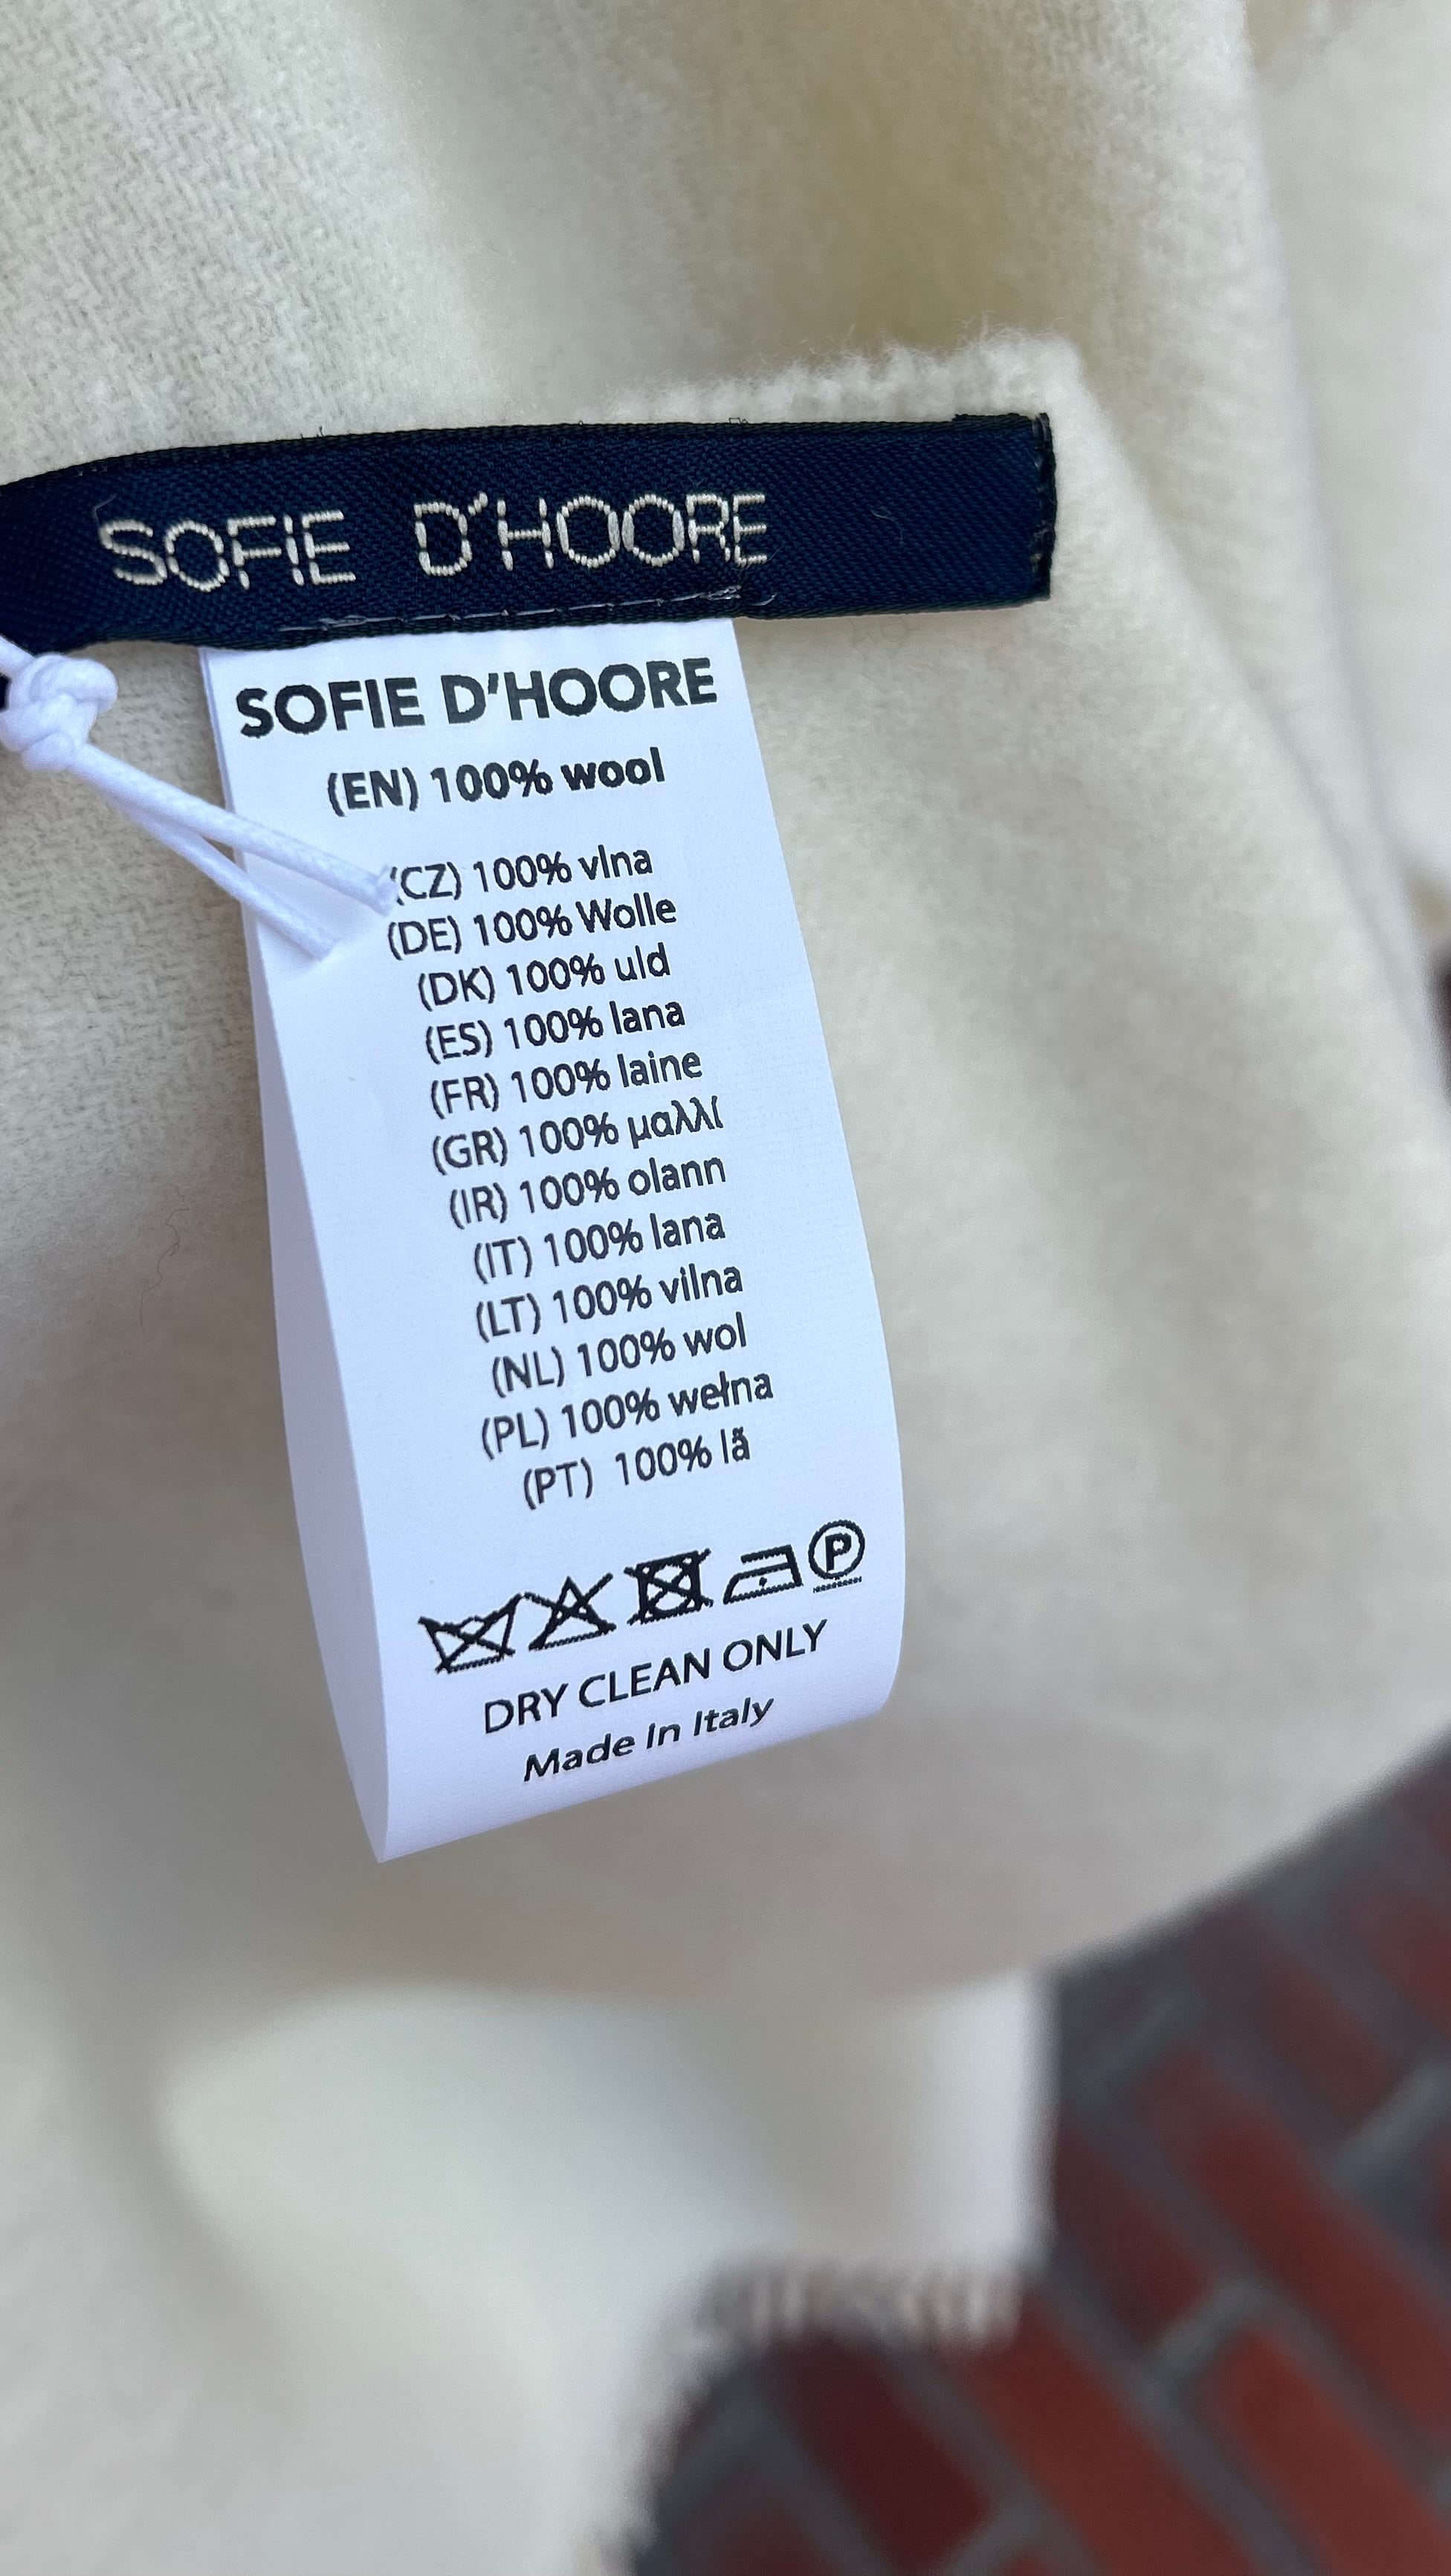 SOFIE D'HOORE
SOFIE D'HOORE
(EN) 100% wool
(CZ) 100% vlna
(DE) 100% Wolle
(DK) 100% uld
(ES) 100% lana
(FR) 100% laine
(GR) 100% μαλλί
(IR) 100% olann
(IT) 100% lana
(LT) 100% vilna
(NL) 100% wol
(PL) 100% wełna
(PT) 100% lã
P
DRY CLEAN ONLY
Made In Italy